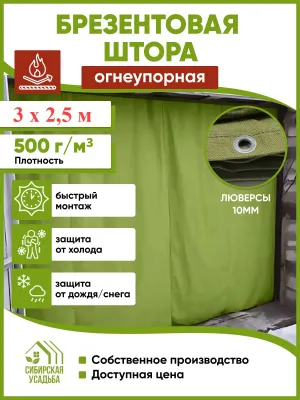 БРЕЗЕНТОВАЯ
ШТОРА
огнеупорная
3 х 2,5 м
500 г/м³
Плотность
быстрый
монтаж
защита
от холода
защита
от дождя/снега
ЛЮВЕРСЫ
10ММ
СИБИРСКАЯ
УСАДЬБА
Собственное производство
Доступная цена